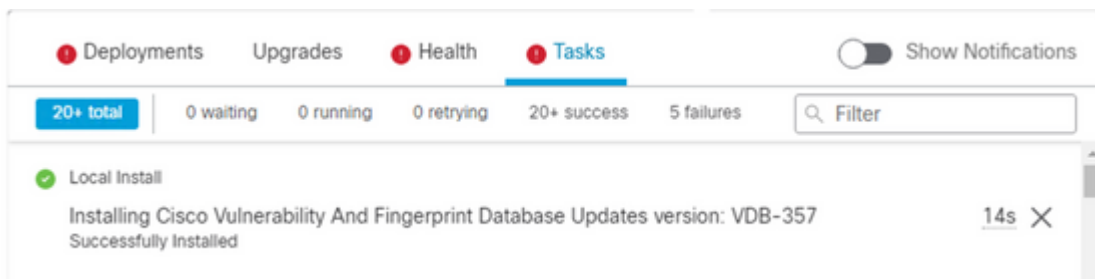 Deployments Upgrades Health Tasks Show Notifications
20+ total 0 waiting 0 running 0 retrying 20+ success 5 failures Filter
Local Install
Installing Cisco Vulnerability And Fingerprint Database Updates version: VDB-357 14s
Successfully Installed